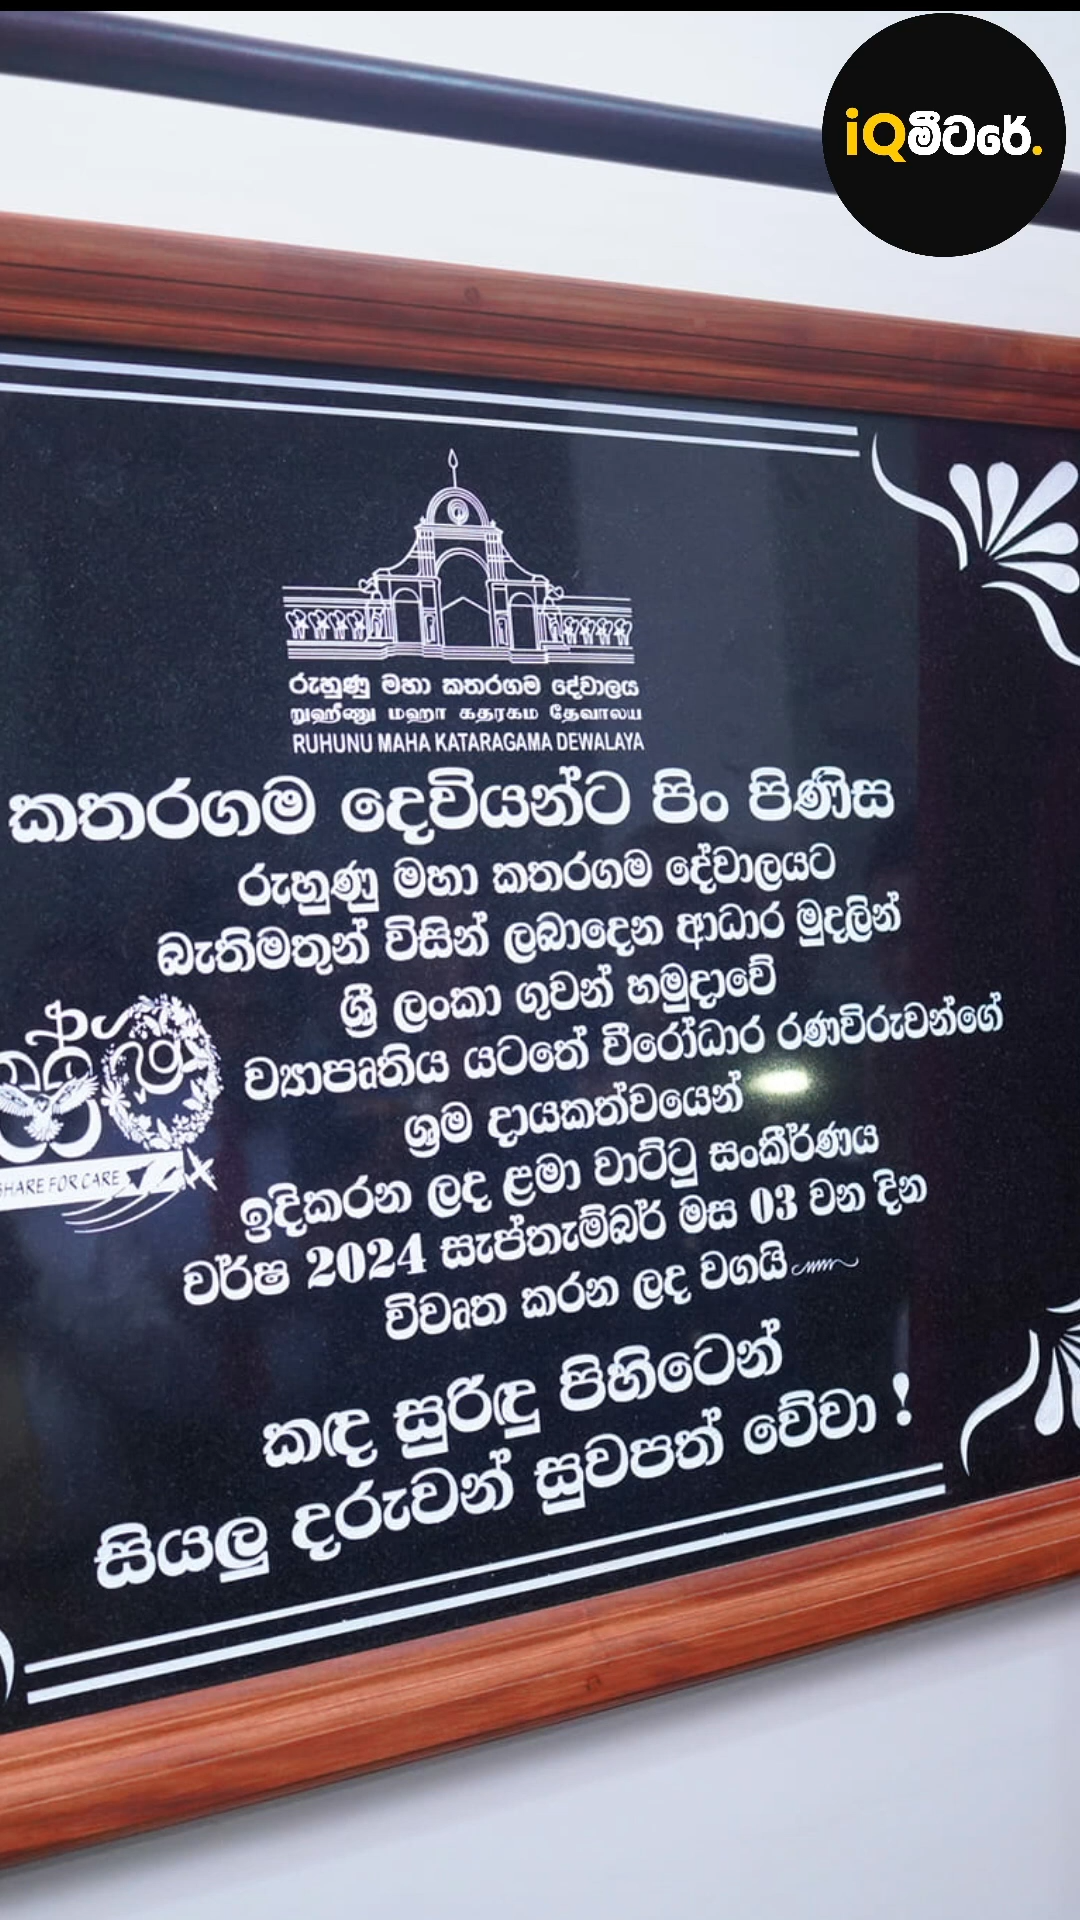 iQමීටරේ.
රුහුණු මහා කතරගම දේවාලය
றுஹுணு மஹா கதரகம தேவாலய
RUHUNU MAHA KATARAGAMA DEWALAYA
කතරගම දෙවියන්ට පිං පිණිස
රුහුණු මහා කතරගම දේවාලයට
බැතිමතුන් විසින් ලබාදෙන ආධාර මුදලින්
ශ්‍රී ලංකා ගුවන් හමුදාවේ
ව්‍යාපෘතිය යටතේ වීරෝධාර රණවිරුවන්ගේ
ශ්‍රම දායකත්වයෙන්
SHARE FOR CARE
ඉදිකරන ලද ළමා වාට්ටු සංකීර්ණය
වර්ෂ 2024 සැප්තැම්බර් මස 03 වන දින
විවෘත කරන ලද වගයි
කඳ සුරිඳු පිහිටෙන්
සියලු දරුවන් සුවපත් වේවා !